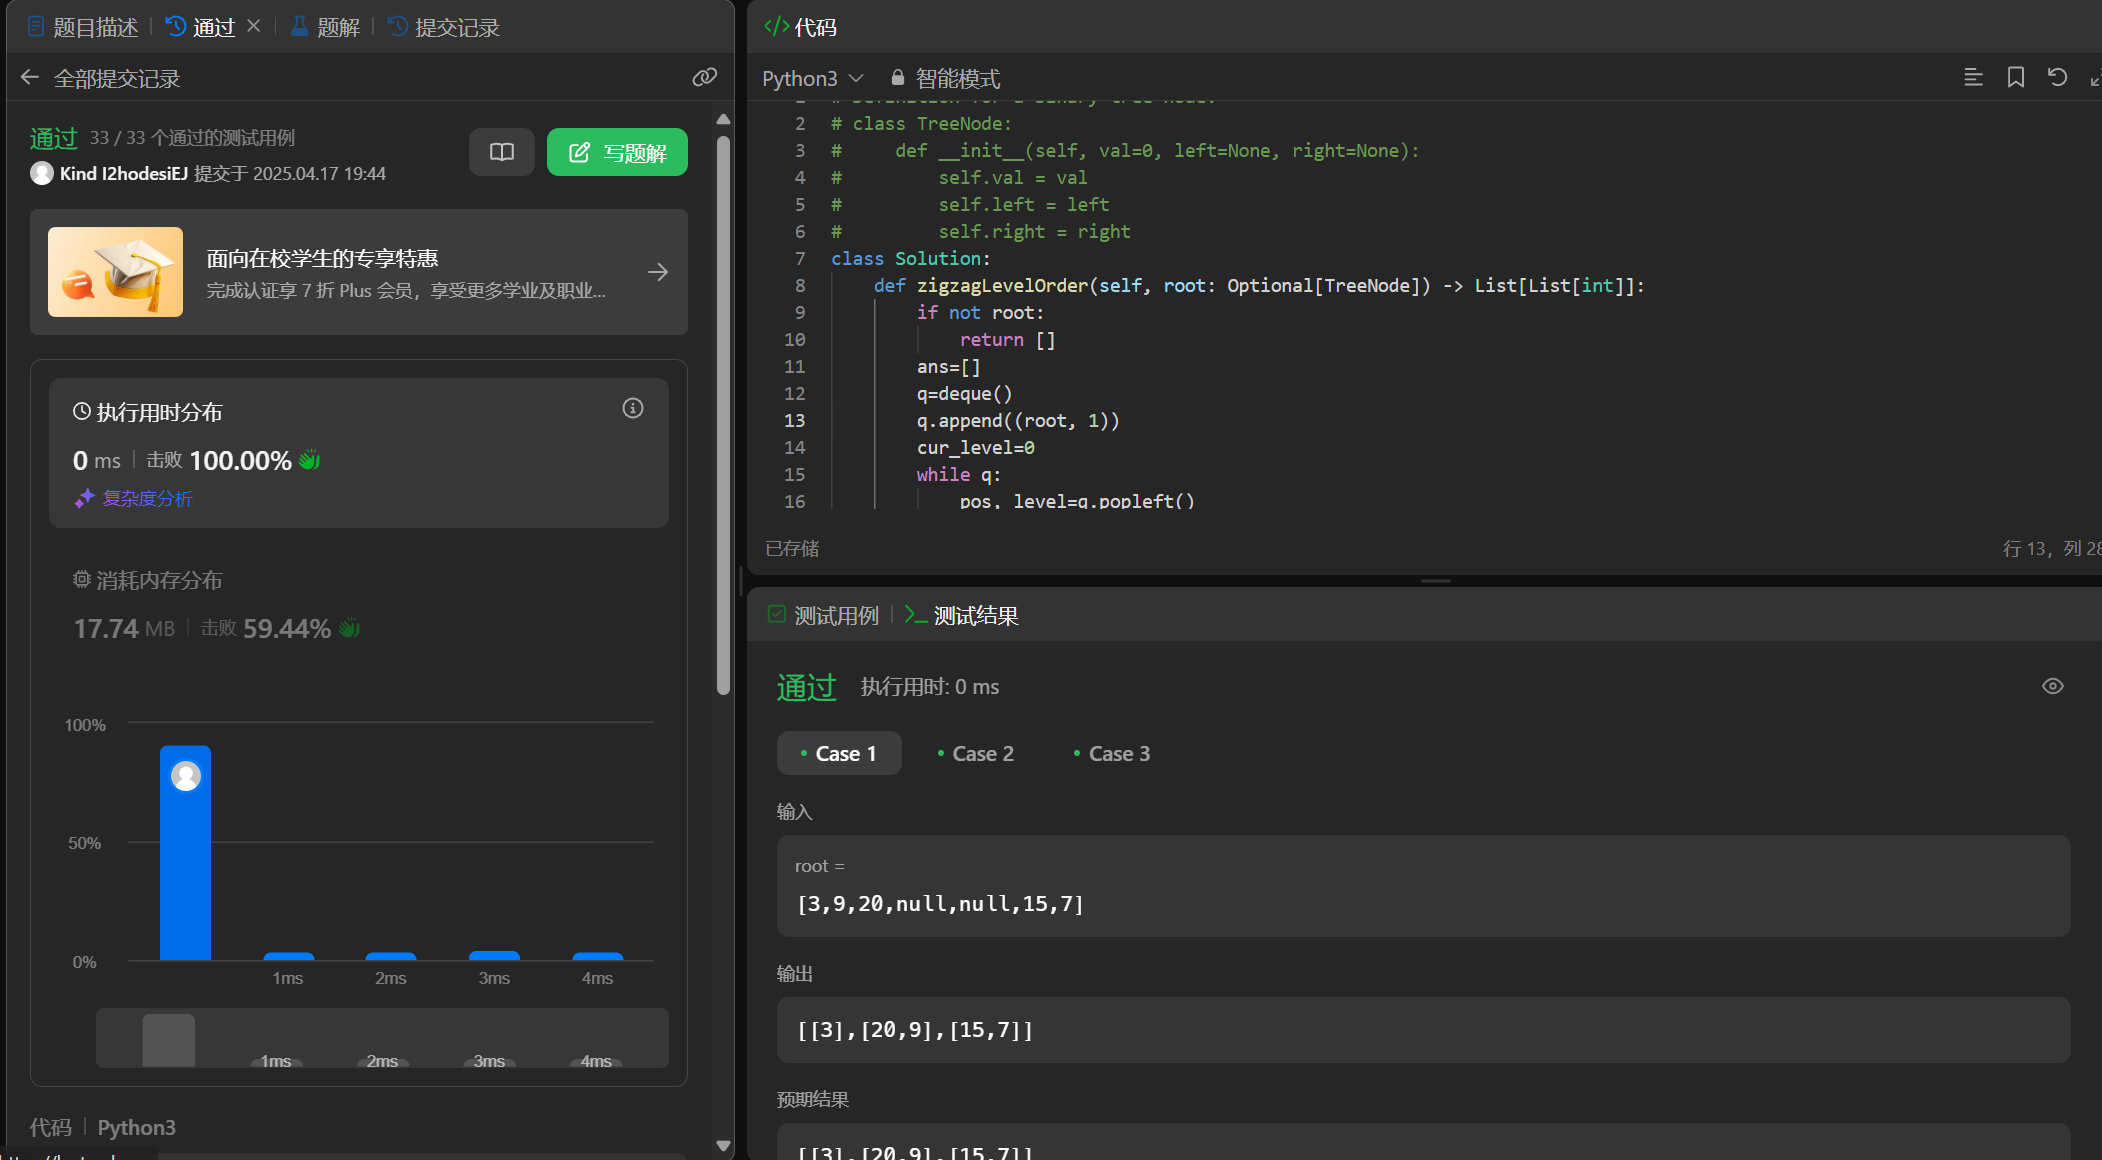 题目描述
通过
题解
提交记录
全部提交记录
通过 33 / 33 个通过的测试用例
Kind I2hodesiEJ 提交于 2025.04.17 19:44
写题解
面向在校学生的专享特惠
完成认证享 7 折 Plus 会员，享受更多学业及职业...
执行用时分布
0 ms 击败 100.00%
复杂度分析
消耗内存分布
17.74 MB 击败 59.44%
100%
50%
0%
1ms 2ms 3ms 4ms
1ms 2ms 3ms 4ms
代码 Python3
代码
Python3 智能模式
2 # class TreeNode:
3 #     def __init__(self, val=0, left=None, right=None):
4 #         self.val = val
5 #         self.left = left
6 #         self.right = right
7 class Solution:
8     def zigzagLevelOrder(self, root: Optional[TreeNode]) -> List[List[int]]:
9         if not root:
10             return []
11         ans=[]
12         q=deque()
13         q.append((root, 1))
14         cur_level=0
15         while q:
16             pos, level=q.popleft()
已存储
行 13，列 28
测试用例
测试结果
通过 执行用时: 0 ms
Case 1
Case 2
Case 3
输入
root =
[3,9,20,null,null,15,7]
输出
[[3],[20,9],[15,7]]
预期结果
[[3],[20,9],[15,7]]